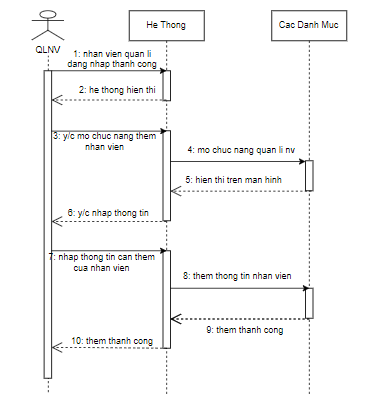 He Thong
Cac Danh Muc
QLNV
1: nhan vien quan li
dang nhap thanh cong
2: he thong hien thi
3: y/c mo chuc nang them
nhan vien
4: mo chuc nang quan li nv
5: hien thi tren man hinh
6: y/c nhap thong tin
7: nhap thong tin can them
cua nhan vien
8: them thong tin nhan vien
9: them thanh cong
10: them thanh cong